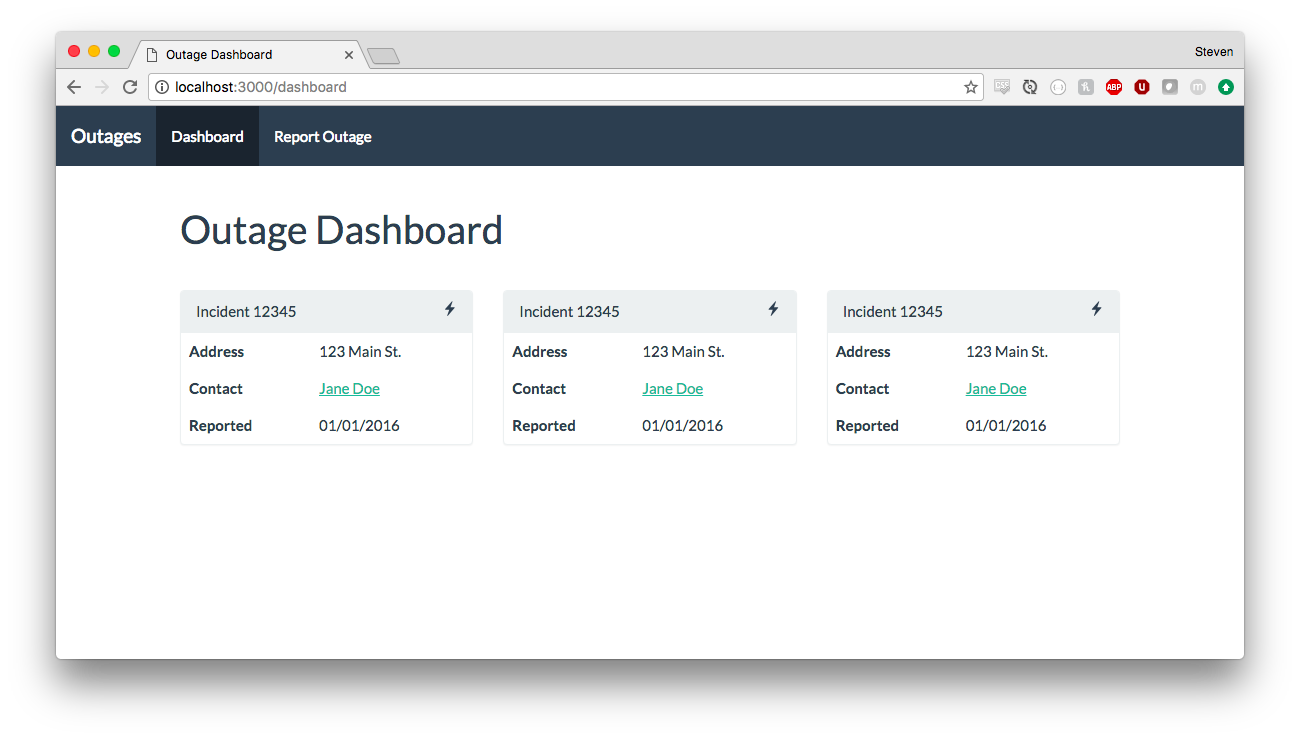 Outage Dashboard
Steven
localhost:3000/dashboard
CSF
ABP
U
m
Outages Dashboard Report Outage
Outage Dashboard
Incident 12345 Incident 12345 Incident 12345
Address 123 Main St. Address 123 Main St. Address 123 Main St.
Contact Jane Doe Contact Jane Doe Contact Jane Doe
Reported 01/01/2016 Reported 01/01/2016 Reported 01/01/2016